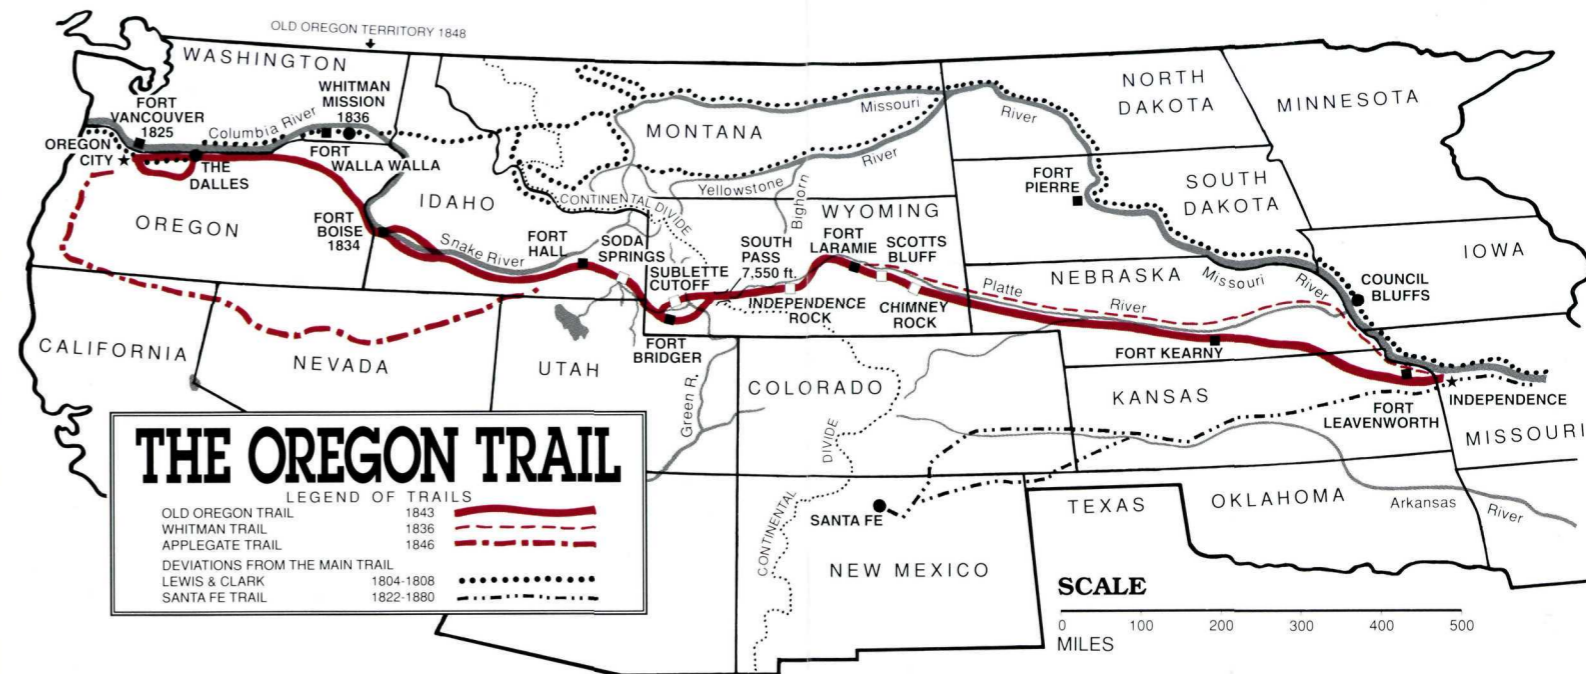 OLD OREGON TERRITORY 1848
WASHINGTON
FORT
VANCOUVER
1825
WHITMAN
MISSION
1836
Columbia River
OREGON
CITY
THE
DALLES
FORT
WALLA WALLA
OREGON
IDAHO
FORT
BOISE
1834
Snake River
FORT
HALL
SODA
SPRINGS
SUBLETTE
CUTOFF
FORT
BRIDGER
MONTANA
Missouri
River
Yellowstone
River
Bighorn
CONTINENTAL DIVIDE
WYOMING
SOUTH
PASS
7,550 ft.
FORT
LARAMIE
SCOTTS
BLUFF
INDEPENDENCE
ROCK
CHIMNEY
ROCK
NORTH
DAKOTA
MINNESOTA
FORT
PIERRE
SOUTH
DAKOTA
IOWA
NEBRASKA
Missouri
River
Platte
River
COUNCIL
BLUFFS
FORT KEARNY
KANSAS
FORT
LEAVENWORTH
INDEPENDENCE
MISSOURI
CALIFORNIA
NEVADA
UTAH
Green R.
COLORADO
CONTINENTAL
DIVIDE
SANTA FE
NEW MEXICO
TEXAS
OKLAHOMA
Arkansas
River
THE OREGON TRAIL
LEGEND OF TRAILS
OLD OREGON TRAIL 1843
WHITMAN TRAIL 1836
APPLEGATE TRAIL 1846
DEVIATIONS FROM THE MAIN TRAIL
LEWIS & CLARK 1804-1808
SANTA FE TRAIL 1822-1880
SCALE
0 100 200 300 400 500
MILES